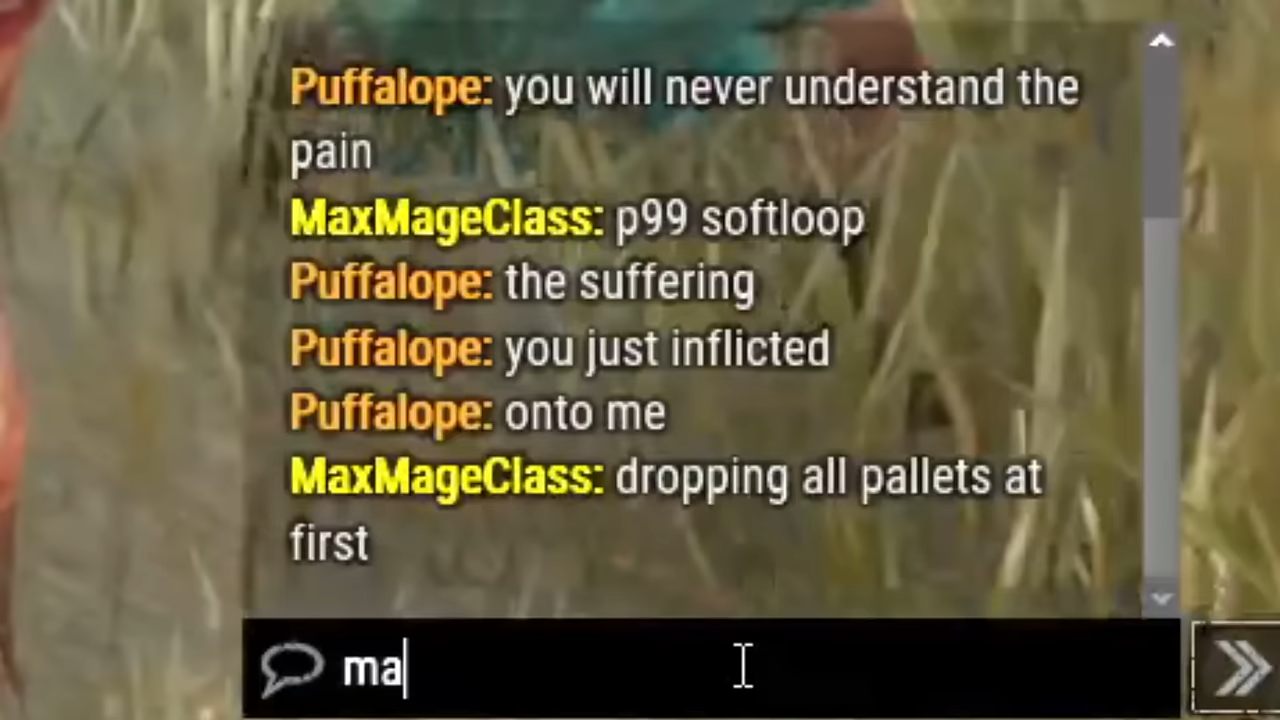 Puffalope: you will never understand the
pain
MaxMageClass: p99 softloop
Puffalope: the suffering
Puffalope: you just inflicted
Puffalope: onto me
MaxMageClass: dropping all pallets at
first
ma